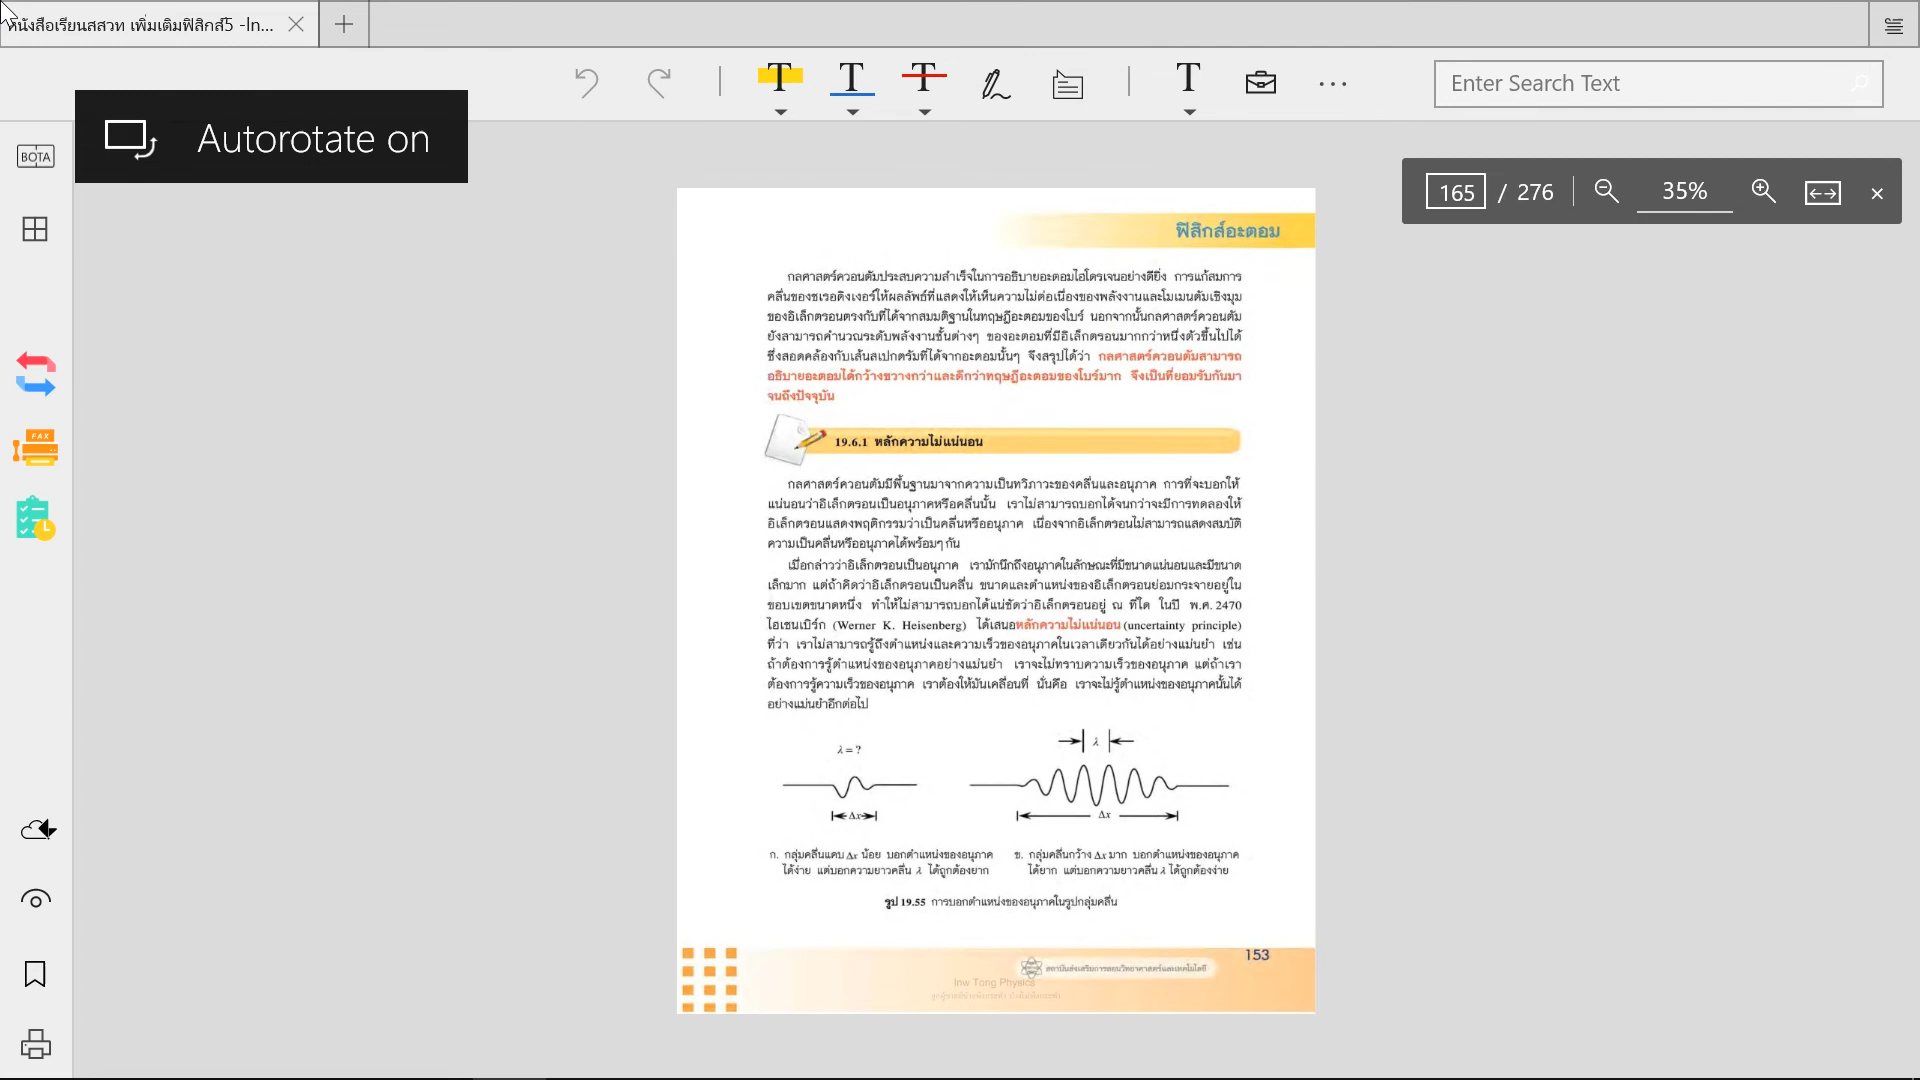 หนังสือเรียนสสวท เพิ่มเติมฟิสิกส์5 -In...
Enter Search Text
Autorotate on
BOTA
165 / 276 35%
FAX
ฟิสิกส์อะตอม
กลศาสตร์ควอนตัมประสบความสำเร็จในการอธิบายอะตอมไฮโดรเจนอย่างดียิ่ง การแก้สมการ
คลื่นของชเรอดิงเงอร์ให้ผลลัพธ์ที่แสดงให้เห็นความไม่ต่อเนื่องของพลังงานและโมเมนตัมเชิงมุม
ของอิเล็กตรอนตรงกับที่ได้จากสมมติฐานในทฤษฎีอะตอมของโบร์ นอกจากนั้นกลศาสตร์ควอนตัม
ยังสามารถคำนวณระดับพลังงานชั้นต่างๆ ของอะตอมที่มีอิเล็กตรอนมากกว่าหนึ่งตัวขึ้นไปได้
ซึ่งสอดคล้องกับเส้นสเปกตรัมที่ได้จากอะตอมนั้นๆ จึงสรุปได้ว่า กลศาสตร์ควอนตัมสามารถ
อธิบายอะตอมได้กว้างขวางกว่าและดีกว่าทฤษฎีอะตอมของโบร์มาก จึงเป็นที่ยอมรับกันมา
จนถึงปัจจุบัน
19.6.1 หลักความไม่แน่นอน
กลศาสตร์ควอนตัมมีพื้นฐานมาจากความเป็นทวิภาวะของคลื่นและอนุภาค การที่จะบอกให้
แน่นอนว่าอิเล็กตรอนเป็นอนุภาคหรือคลื่นนั้น เราไม่สามารถบอกได้จนกว่าจะมีการทดลองให้
อิเล็กตรอนแสดงพฤติกรรมว่าเป็นคลื่นหรืออนุภาค เนื่องจากอิเล็กตรอนไม่สามารถแสดงสมบัติ
ความเป็นคลื่นหรืออนุภาคได้พร้อมๆ กัน
เมื่อกล่าวว่าอิเล็กตรอนเป็นอนุภาค เรามักนึกถึงอนุภาคในลักษณะที่มีขนาดแน่นอนและมีขนาด
เล็กมาก แต่ถ้าคิดว่าอิเล็กตรอนเป็นคลื่น ขนาดและตำแหน่งของอิเล็กตรอนย่อมกระจายอยู่ใน
ขอบเขตขนาดหนึ่ง ทำให้ไม่สามารถบอกได้แน่ชัดว่าอิเล็กตรอนอยู่ ณ ที่ใด ในปี พ.ศ. 2470
ไฮเซนเบิร์ก (Werner K. Heisenberg) ได้เสนอหลักความไม่แน่นอน (uncertainty principle)
ที่ว่า เราไม่สามารถรู้ถึงตำแหน่งและความเร็วของอนุภาคในเวลาเดียวกันได้อย่างแม่นยำ เช่น
ถ้าต้องการรู้ตำแหน่งของอนุภาคอย่างแม่นยำ เราจะไม่ทราบความเร็วของอนุภาค แต่ถ้าเรา
ต้องการรู้ความเร็วของอนุภาค เราต้องให้มันเคลื่อนที่ นั่นคือ เราจะไม่รู้ตำแหน่งของอนุภาคนั้นได้
อย่างแม่นยำอีกต่อไป
λ = ?
λ
Δx
Δx
ก. กลุ่มคลื่นแคบ Δx น้อย บอกตำแหน่งของอนุภาค
ได้ง่าย แต่บอกความยาวคลื่น λ ได้ถูกต้องยาก
ข. กลุ่มคลื่นกว้าง Δx มาก บอกตำแหน่งของอนุภาค
ได้ยาก แต่บอกความยาวคลื่น λ ได้ถูกต้องง่าย
รูป 19.55 การบอกตำแหน่งของอนุภาคในรูปกลุ่มคลื่น
153
สถาบันส่งเสริมการสอนวิทยาศาสตร์และเทคโนโลยี
Inw Tong Physics